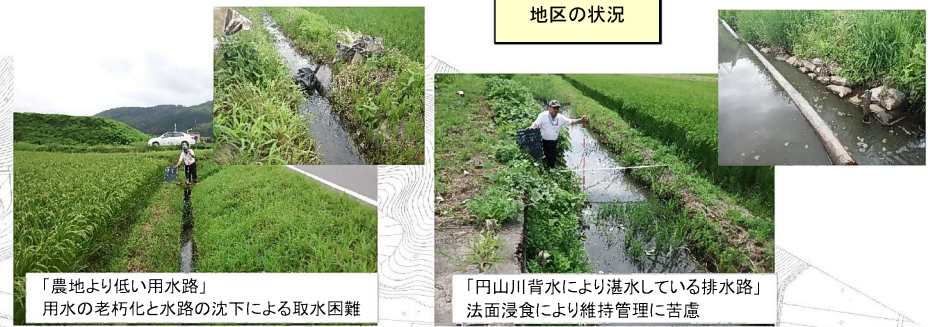 地区の状況
「農地より低い用水路」
用水の老朽化と水路の沈下による取水困難
「円山川背水により湛水している排水路」
法面浸食により維持管理に苦慮